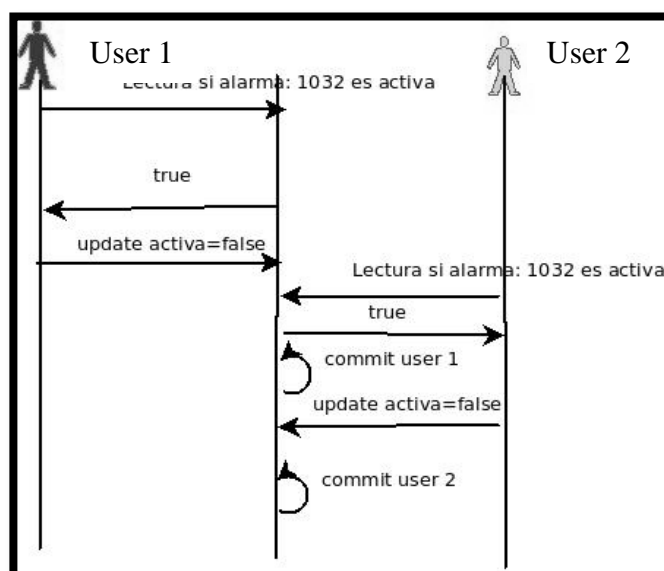 User 1
User 2
Lectura si alarma: 1032 es activa
true
update activa=false
Lectura si alarma: 1032 es activa
true
commit user 1
update activa=false
commit user 2